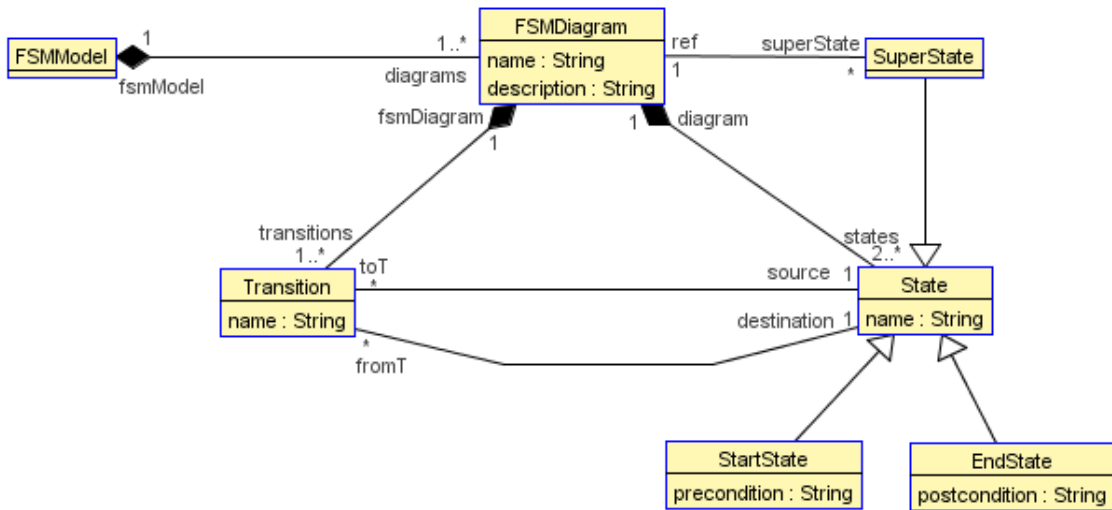 FSMModel
1
fsmModel
1..*
diagrams
FSMDiagram
name : String
description : String
ref
1
superState
*
SuperState
fsmDiagram
1
1
diagram
transitions
1..*
states
2..*
Transition
name : String
toT
*
source
1
State
name : String
*
fromT
destination
1
StartState
precondition : String
EndState
postcondition : String